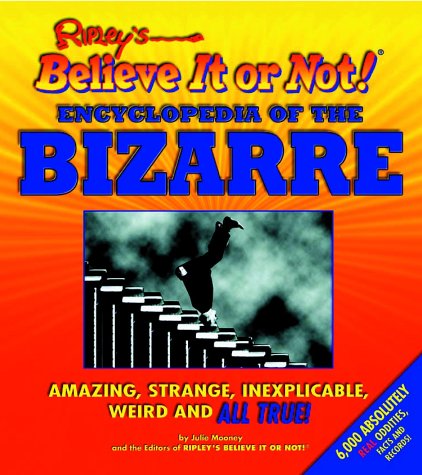 Ripley's
Believe It or Not!®
ENCYCLOPEDIA OF THE
BIZARRE
AMAZING, STRANGE, INEXPLICABLE,
WEIRD AND ALL TRUE!
by Julie Mooney
and the Editors of RIPLEY'S BELIEVE IT OR NOT!®
6,000 ABSOLUTELY
REAL ODDITIES,
FACTS AND
RECORDS!